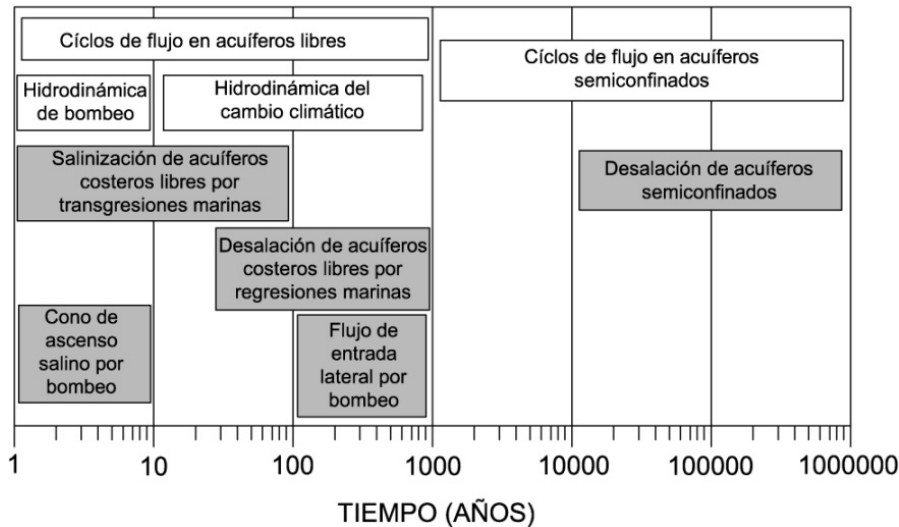 Cíclos de flujo en acuíferos libres
Cíclos de flujo en acuíferos
semiconfinados
Hidrodinámica
de bombeo
Hidrodinámica del
cambio climático
Salinización de acuíferos
costeros libres por
transgresiones marinas
Desalación de acuíferos
semiconfinados
Desalación de acuíferos
costeros libres por
regresiones marinas
Cono de
ascenso
salino por
bombeo
Flujo de
entrada
lateral por
bombeo
1 10 100 1000 10000 100000 1000000
TIEMPO (AÑOS)